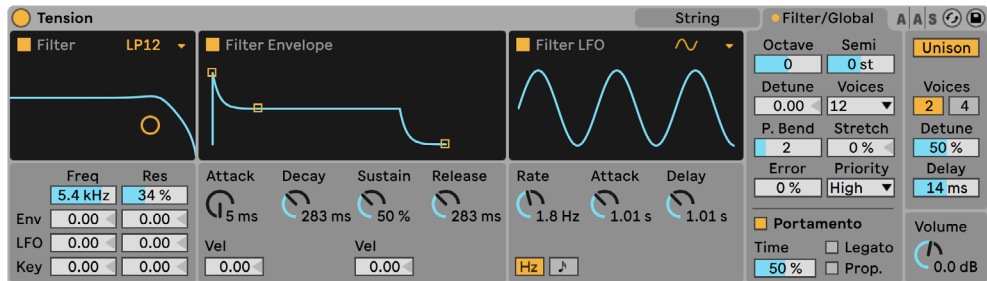 Tension
String
Filter/Global
A A S
Filter
LP12
Filter Envelope
Filter LFO
Freq
Res
5.4 kHz
34 %
Env
0.00
0.00
LFO
0.00
0.00
Key
0.00
0.00
Attack
Decay
Sustain
Release
5 ms
283 ms
50 %
283 ms
Vel
Vel
0.00
0.00
Rate
Attack
Delay
1.8 Hz
1.01 s
1.01 s
Hz
Octave
Semi
0
0 st
Detune
Voices
0.00
12
P. Bend
Stretch
2
0 %
Error
Priority
0 %
High
Portamento
Time
Legato
50 %
Prop.
Unison
Voices
2
4
Detune
50 %
Delay
14 ms
Volume
0.0 dB